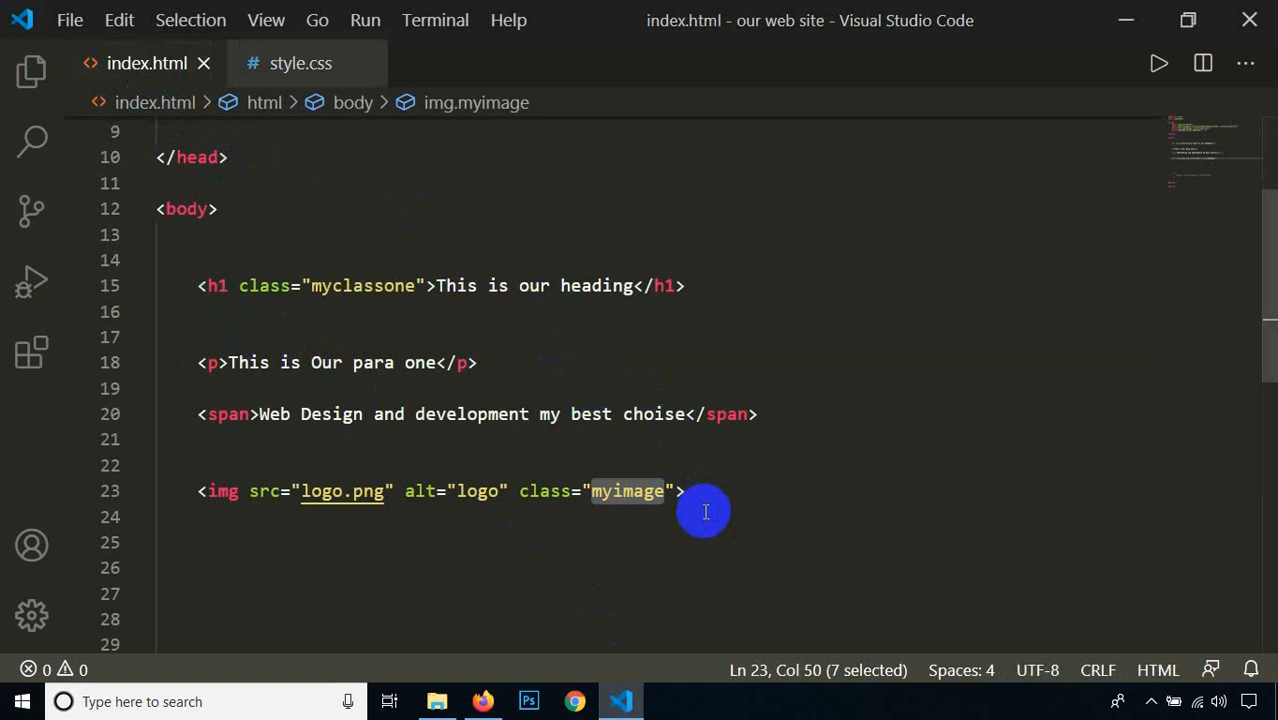 File Edit Selection View Go Run Terminal Help index.html - our web site - Visual Studio Code
index.html # style.css
index.html > html > body > img.myimage
9
10 </head>
11
12 <body>
13
14
15 <h1 class="myclassone">This is our heading</h1>
16
17
18 <p>This is Our para one</p>
19
20 <span>Web Design and development my best choise</span>
21
22
23 <img src="logo.png" alt="logo" class="myimage">
24
25
26
27
28
29
0 0 Ln 23, Col 50 (7 selected) Spaces: 4 UTF-8 CRLF HTML
Type here to search Ps